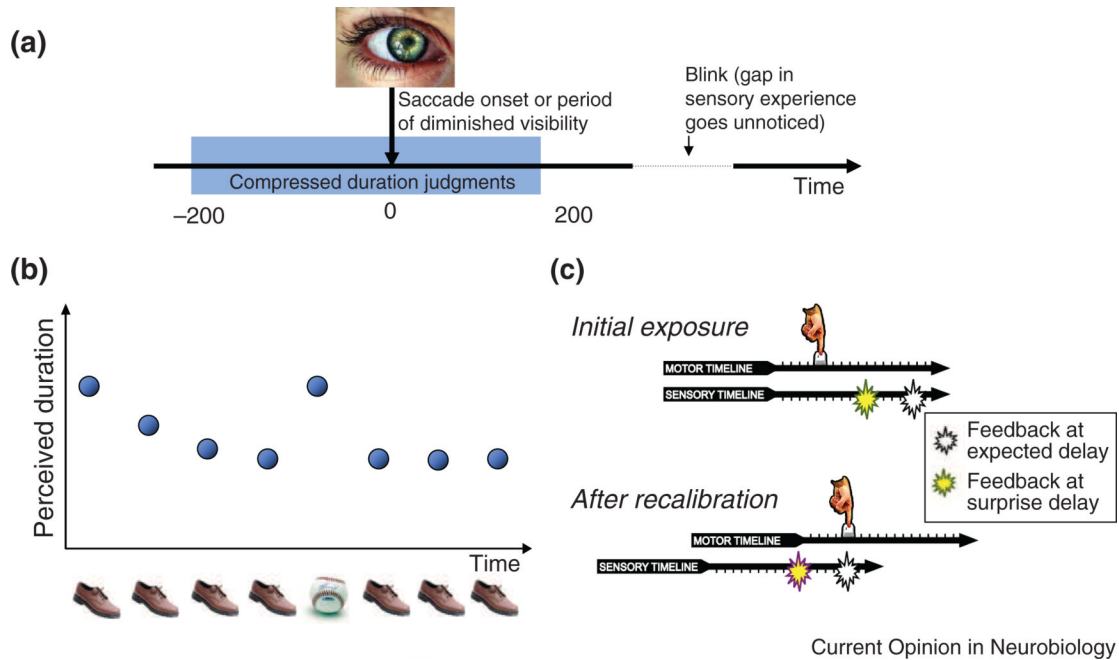 (a)
Saccade onset or period
of diminished visibility
Blink (gap in
sensory experience
goes unnoticed)
Compressed duration judgments
Time
–200
0
200
(b)
Perceived duration
Time
(c)
Initial exposure
MOTOR TIMELINE
SENSORY TIMELINE
Feedback at
expected delay
Feedback at
surprise delay
After recalibration
MOTOR TIMELINE
SENSORY TIMELINE
Current Opinion in Neurobiology